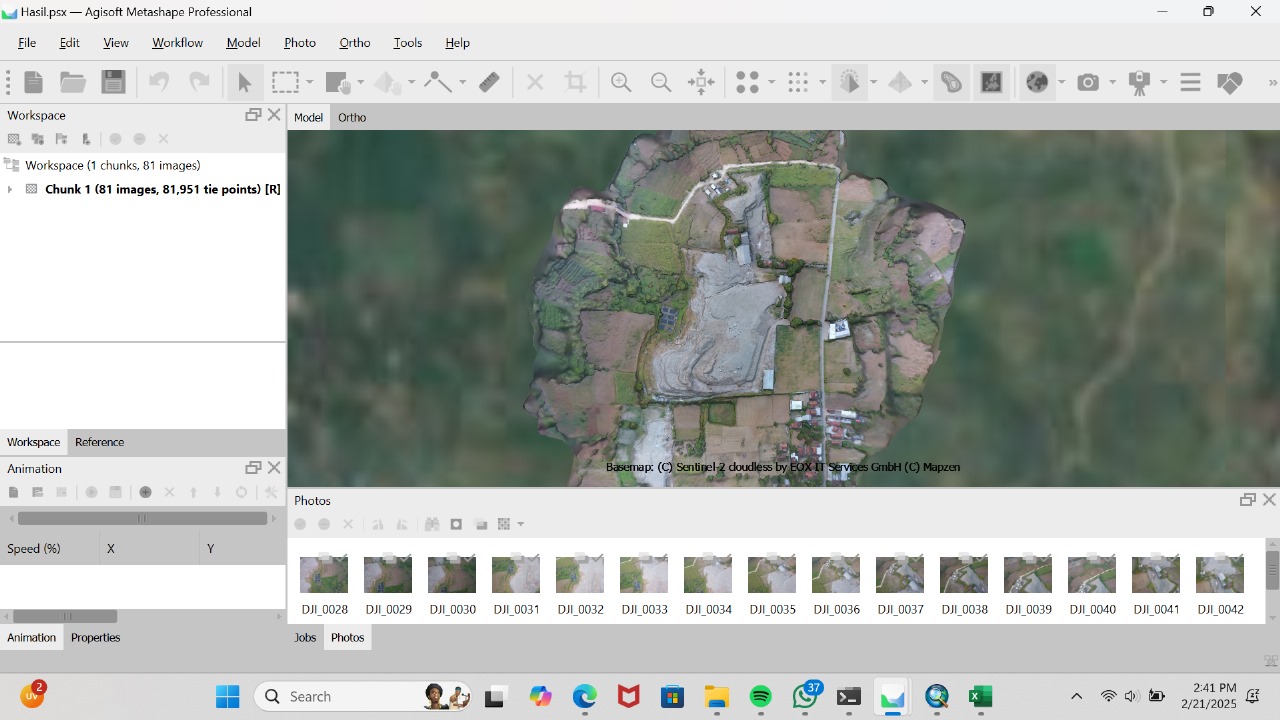 Hasil.psx — Agisoft Metashape Professional
File Edit View Workflow Model Photo Ortho Tools Help
Workspace
Model Ortho
Workspace (1 chunks, 81 images)
Chunk 1 (81 images, 81,951 tie points) [R]
Basemap: (C) Sentinel-2 cloudless by EOX IT Services GmbH (C) Mapzen
Workspace Reference
Animation
Speed (%) X Y
Animation Properties
Photos
DJI_0028 DJI_0029 DJI_0030 DJI_0031 DJI_0032 DJI_0033 DJI_0034 DJI_0035 DJI_0036 DJI_0037 DJI_0038 DJI_0039 DJI_0040 DJI_0041 DJI_0042
Jobs Photos
UV 2
Search
37
2:41 PM
2/21/2025